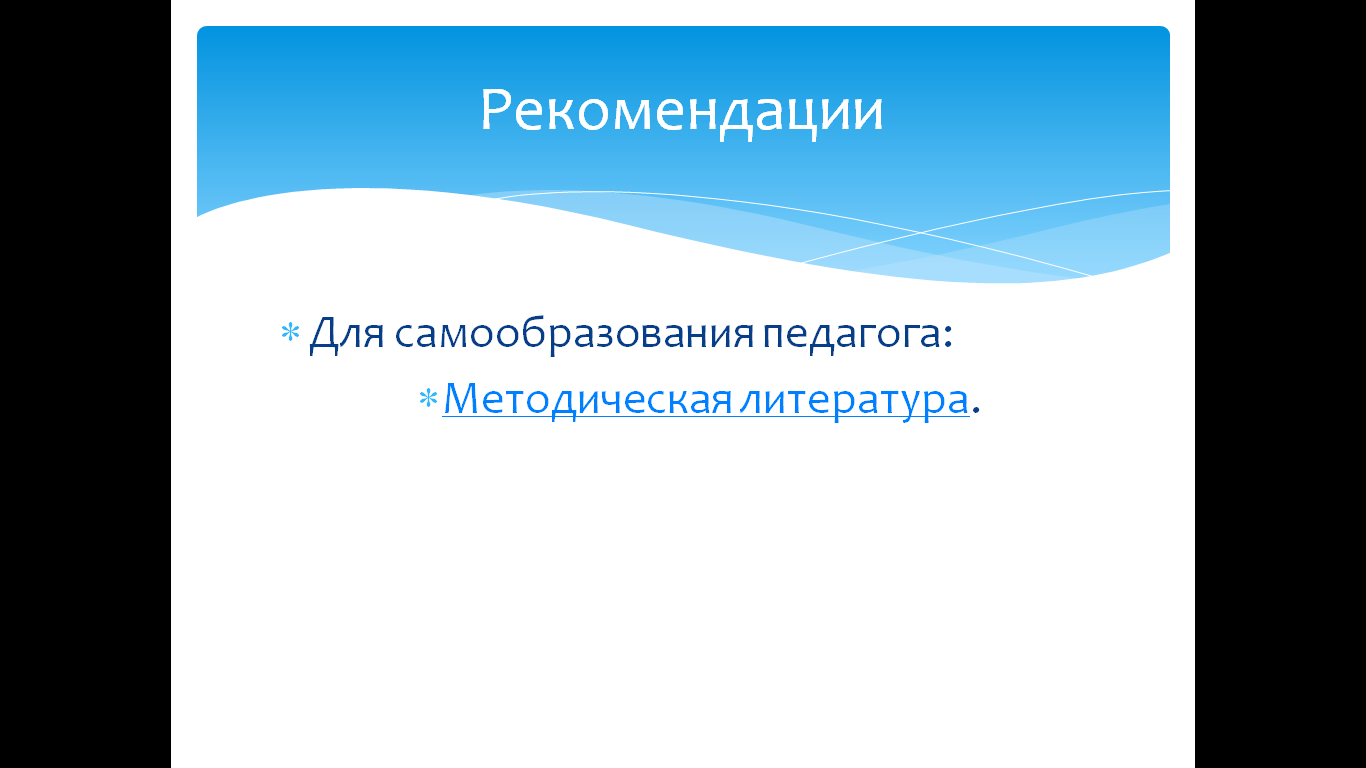 Рекомендации
* Для самообразования педагога:
* Методическая литература.